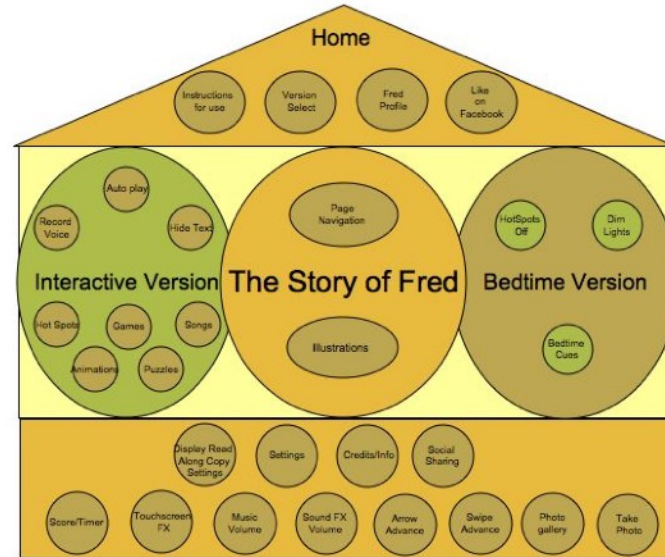 Home
Instructions
for use
Version
Select
Fred
Profile
Like
on
Facebook
Auto play
Record
Voice
Hide Text
Interactive Version
Hot Spots
Games
Songs
Animations
Puzzles
Page
Navigation
The Story of Fred
Illustrations
HotSpots
Off
Dim
Lights
Bedtime Version
Bedtime
Cues
Display Read
Along Copy
Settings
Settings
Credits/Info
Social
Sharing
Score/Timer
Touchscreen
FX
Music
Volume
Sound FX
Volume
Arrow
Advance
Swipe
Advance
Photo
gallery
Take
Photo